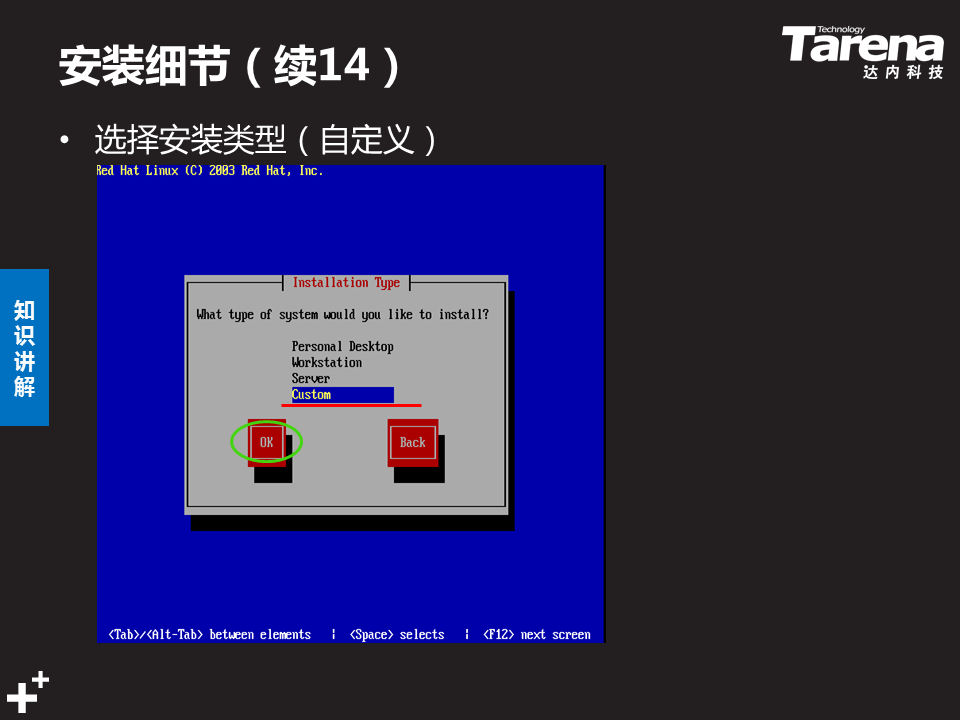 安装细节（续14）
Technology
Tarena
达内科技
• 选择安装类型（自定义）
Red Hat Linux (C) 2003 Red Hat, Inc.
Installation Type
What type of system would you like to install?
Personal Desktop
Workstation
Server
Custom
OK
Back
<Tab>/<Alt-Tab> between elements | <Space> selects | <F12> next screen
知识讲解